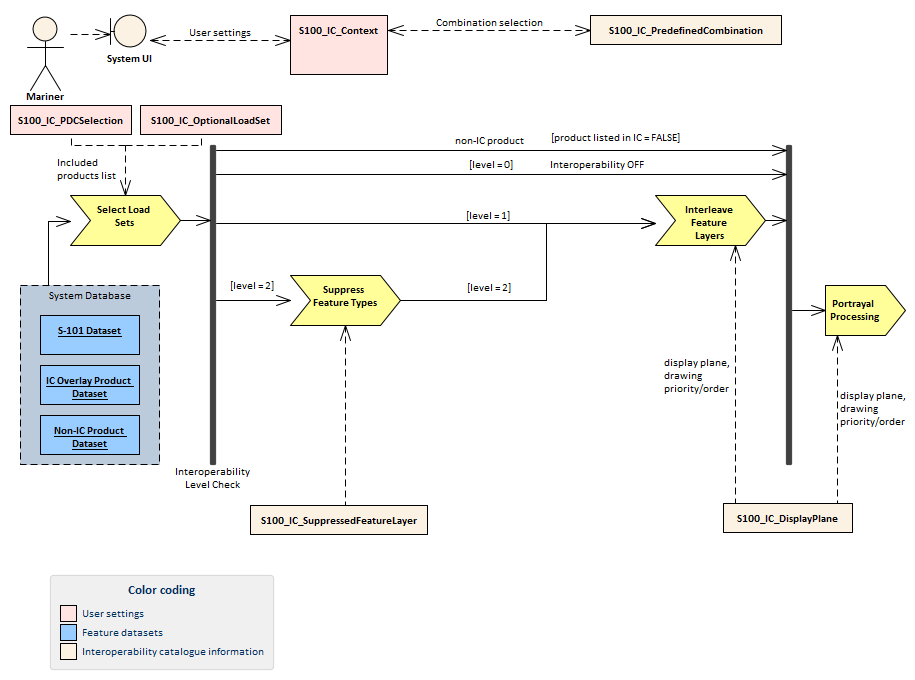 Mariner
System UI
User settings
S100_IC_Context
Combination selection
S100_IC_PredefinedCombination
S100_IC_PDCSelection
S100_IC_OptionalLoadSet
Included
products list
Select Load
Sets
non-IC product
[product listed in IC = FALSE]
[level = 0]
Interoperability OFF
[level = 1]
Interleave
Feature
Layers
[level = 2]
Suppress
Feature Types
[level = 2]
System Database
S-101 Dataset
IC Overlay Product
Dataset
Non-IC Product
Dataset
Portrayal
Processing
display plane,
drawing
priority/order
display plane,
drawing
priority/order
Interoperability
Level Check
S100_IC_SuppressedFeatureLayer
S100_IC_DisplayPlane
Color coding
User settings
Feature datasets
Interoperability catalogue information